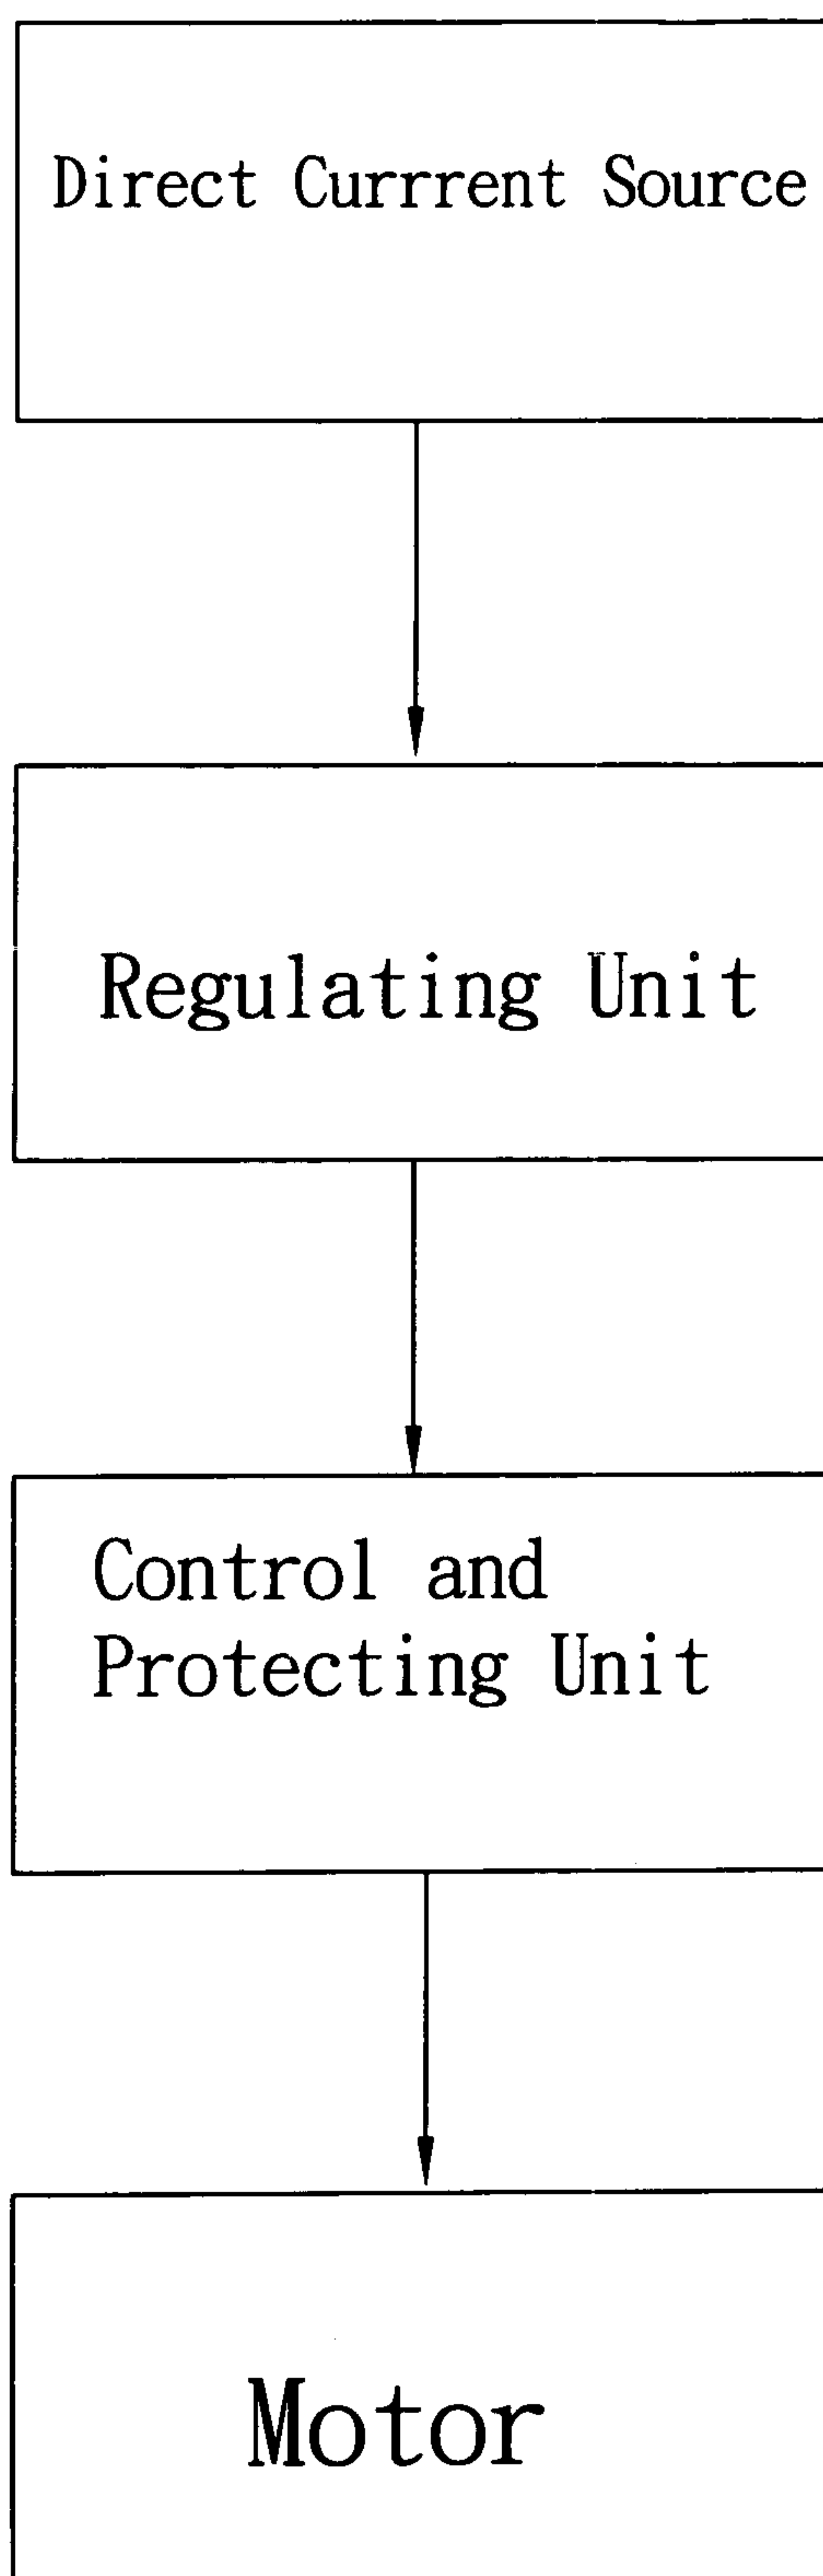 Direct Currrent Source
Regulating Unit
Control and
Protecting Unit
Motor